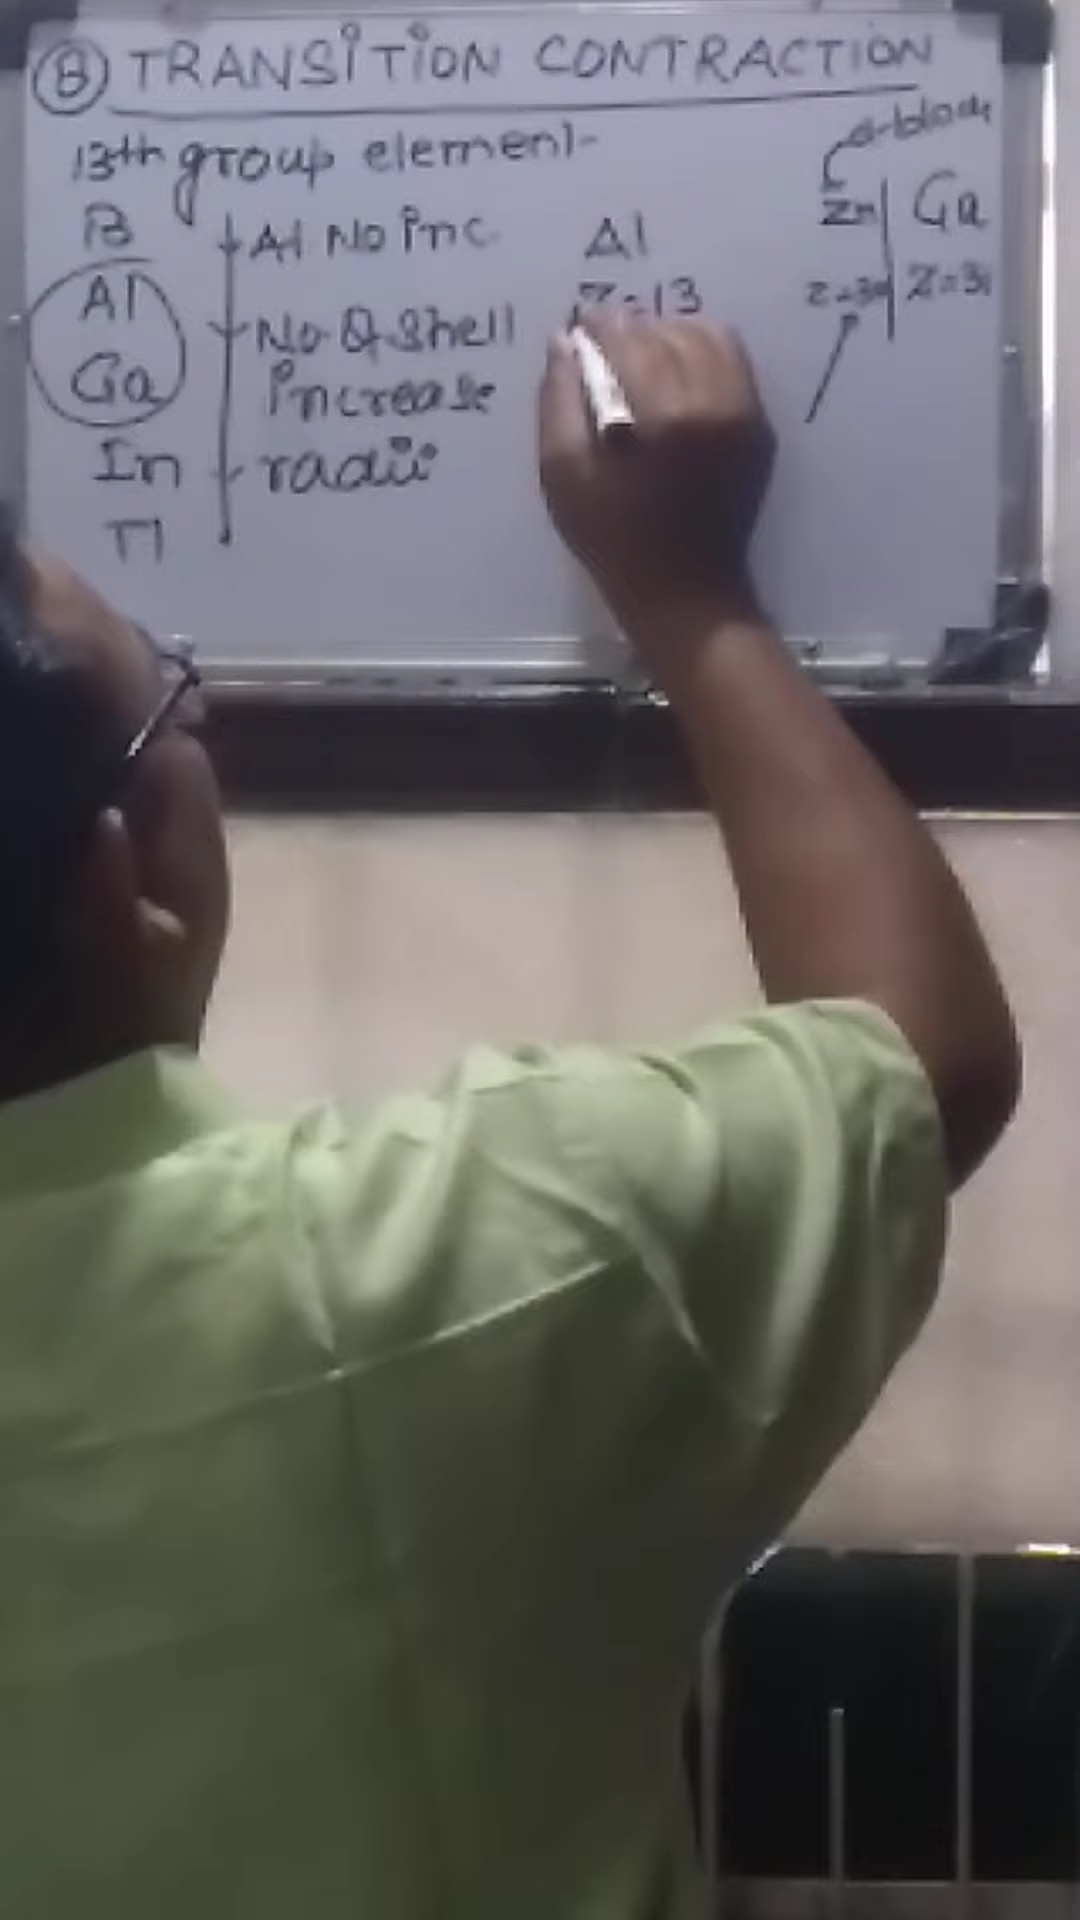 B TRANSITION CONTRACTION
13th group element
d-block
B
Al
Ga
In
Tl
At No inc
No of shell
increase
radii
Al
Z=13
Zn
Z=30
Ga
Z=31